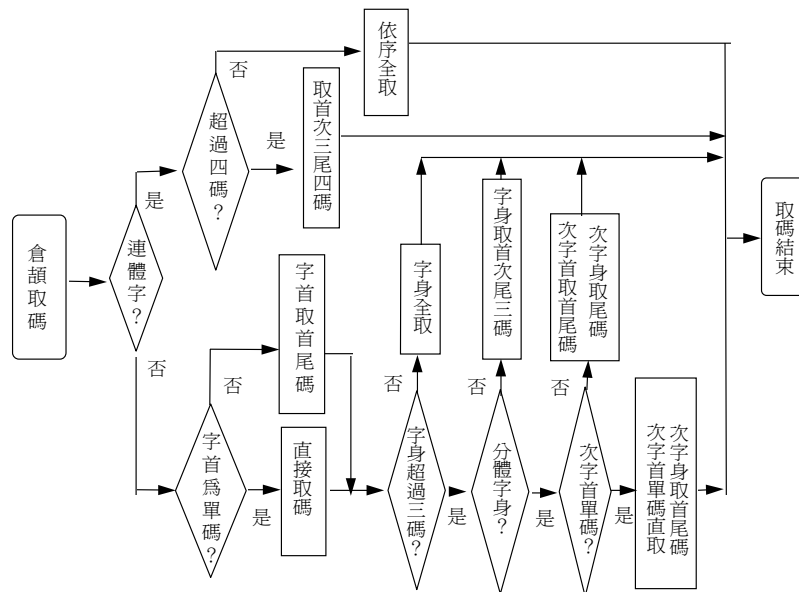 倉頡取碼
連體字？
是
否
超過四碼？
否
是
依序全取
取首次三尾四碼
字首為單碼？
否
是
字首取首尾碼
直接取碼
字身超過三碼？
否
是
字身全取
分體字身？
否
是
字身取首次尾三碼
次字首單碼？
否
是
次字身取尾碼
次字首取首尾碼
次字身取首尾碼
次字首單碼直取
取碼結束